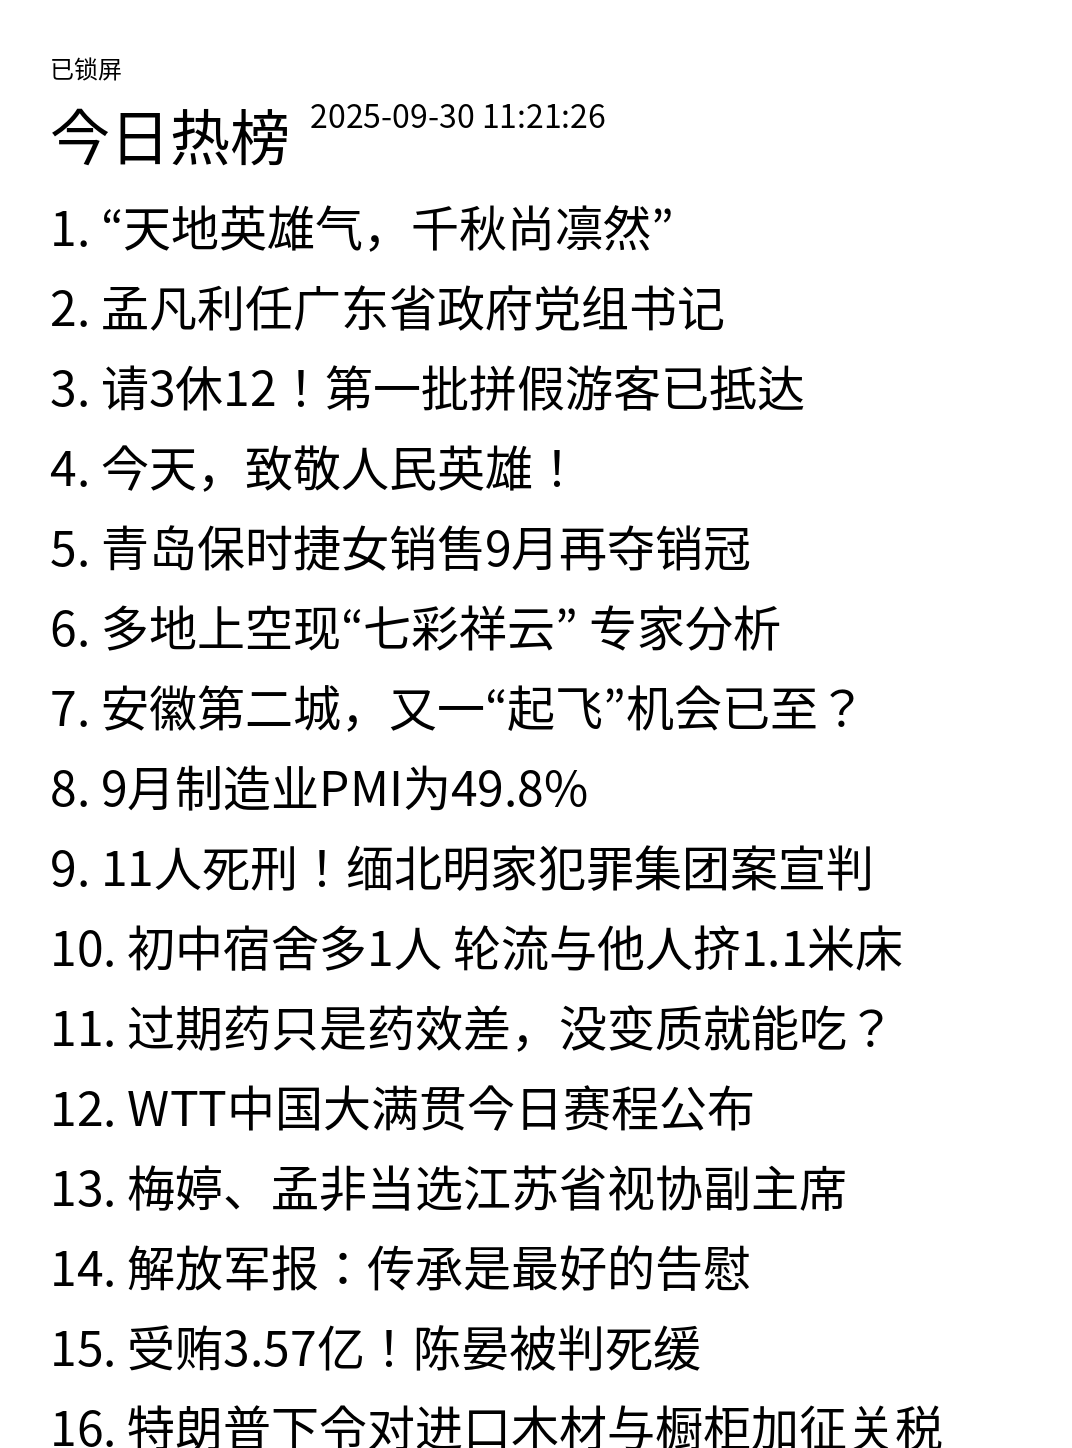 已锁屏
今日热榜 2025-09-30 11:21:26
1. “天地英雄气，千秋尚凛然”
2. 孟凡利任广东省政府党组书记
3. 请3休12！第一批拼假游客已抵达
4. 今天，致敬人民英雄！
5. 青岛保时捷女销售9月再夺销冠
6. 多地上空现“七彩祥云” 专家分析
7. 安徽第二城，又一“起飞”机会已至？
8. 9月制造业PMI为49.8%
9. 11人死刑！缅北明家犯罪集团案宣判
10. 初中宿舍多1人 轮流与他人挤1.1米床
11. 过期药只是药效差，没变质就能吃？
12. WTT中国大满贯今日赛程公布
13. 梅婷、孟非当选江苏省视协副主席
14. 解放军报：传承是最好的告慰
15. 受贿3.57亿！陈晏被判死缓
16. 特朗普下令对进口木材与橱柜加征关税